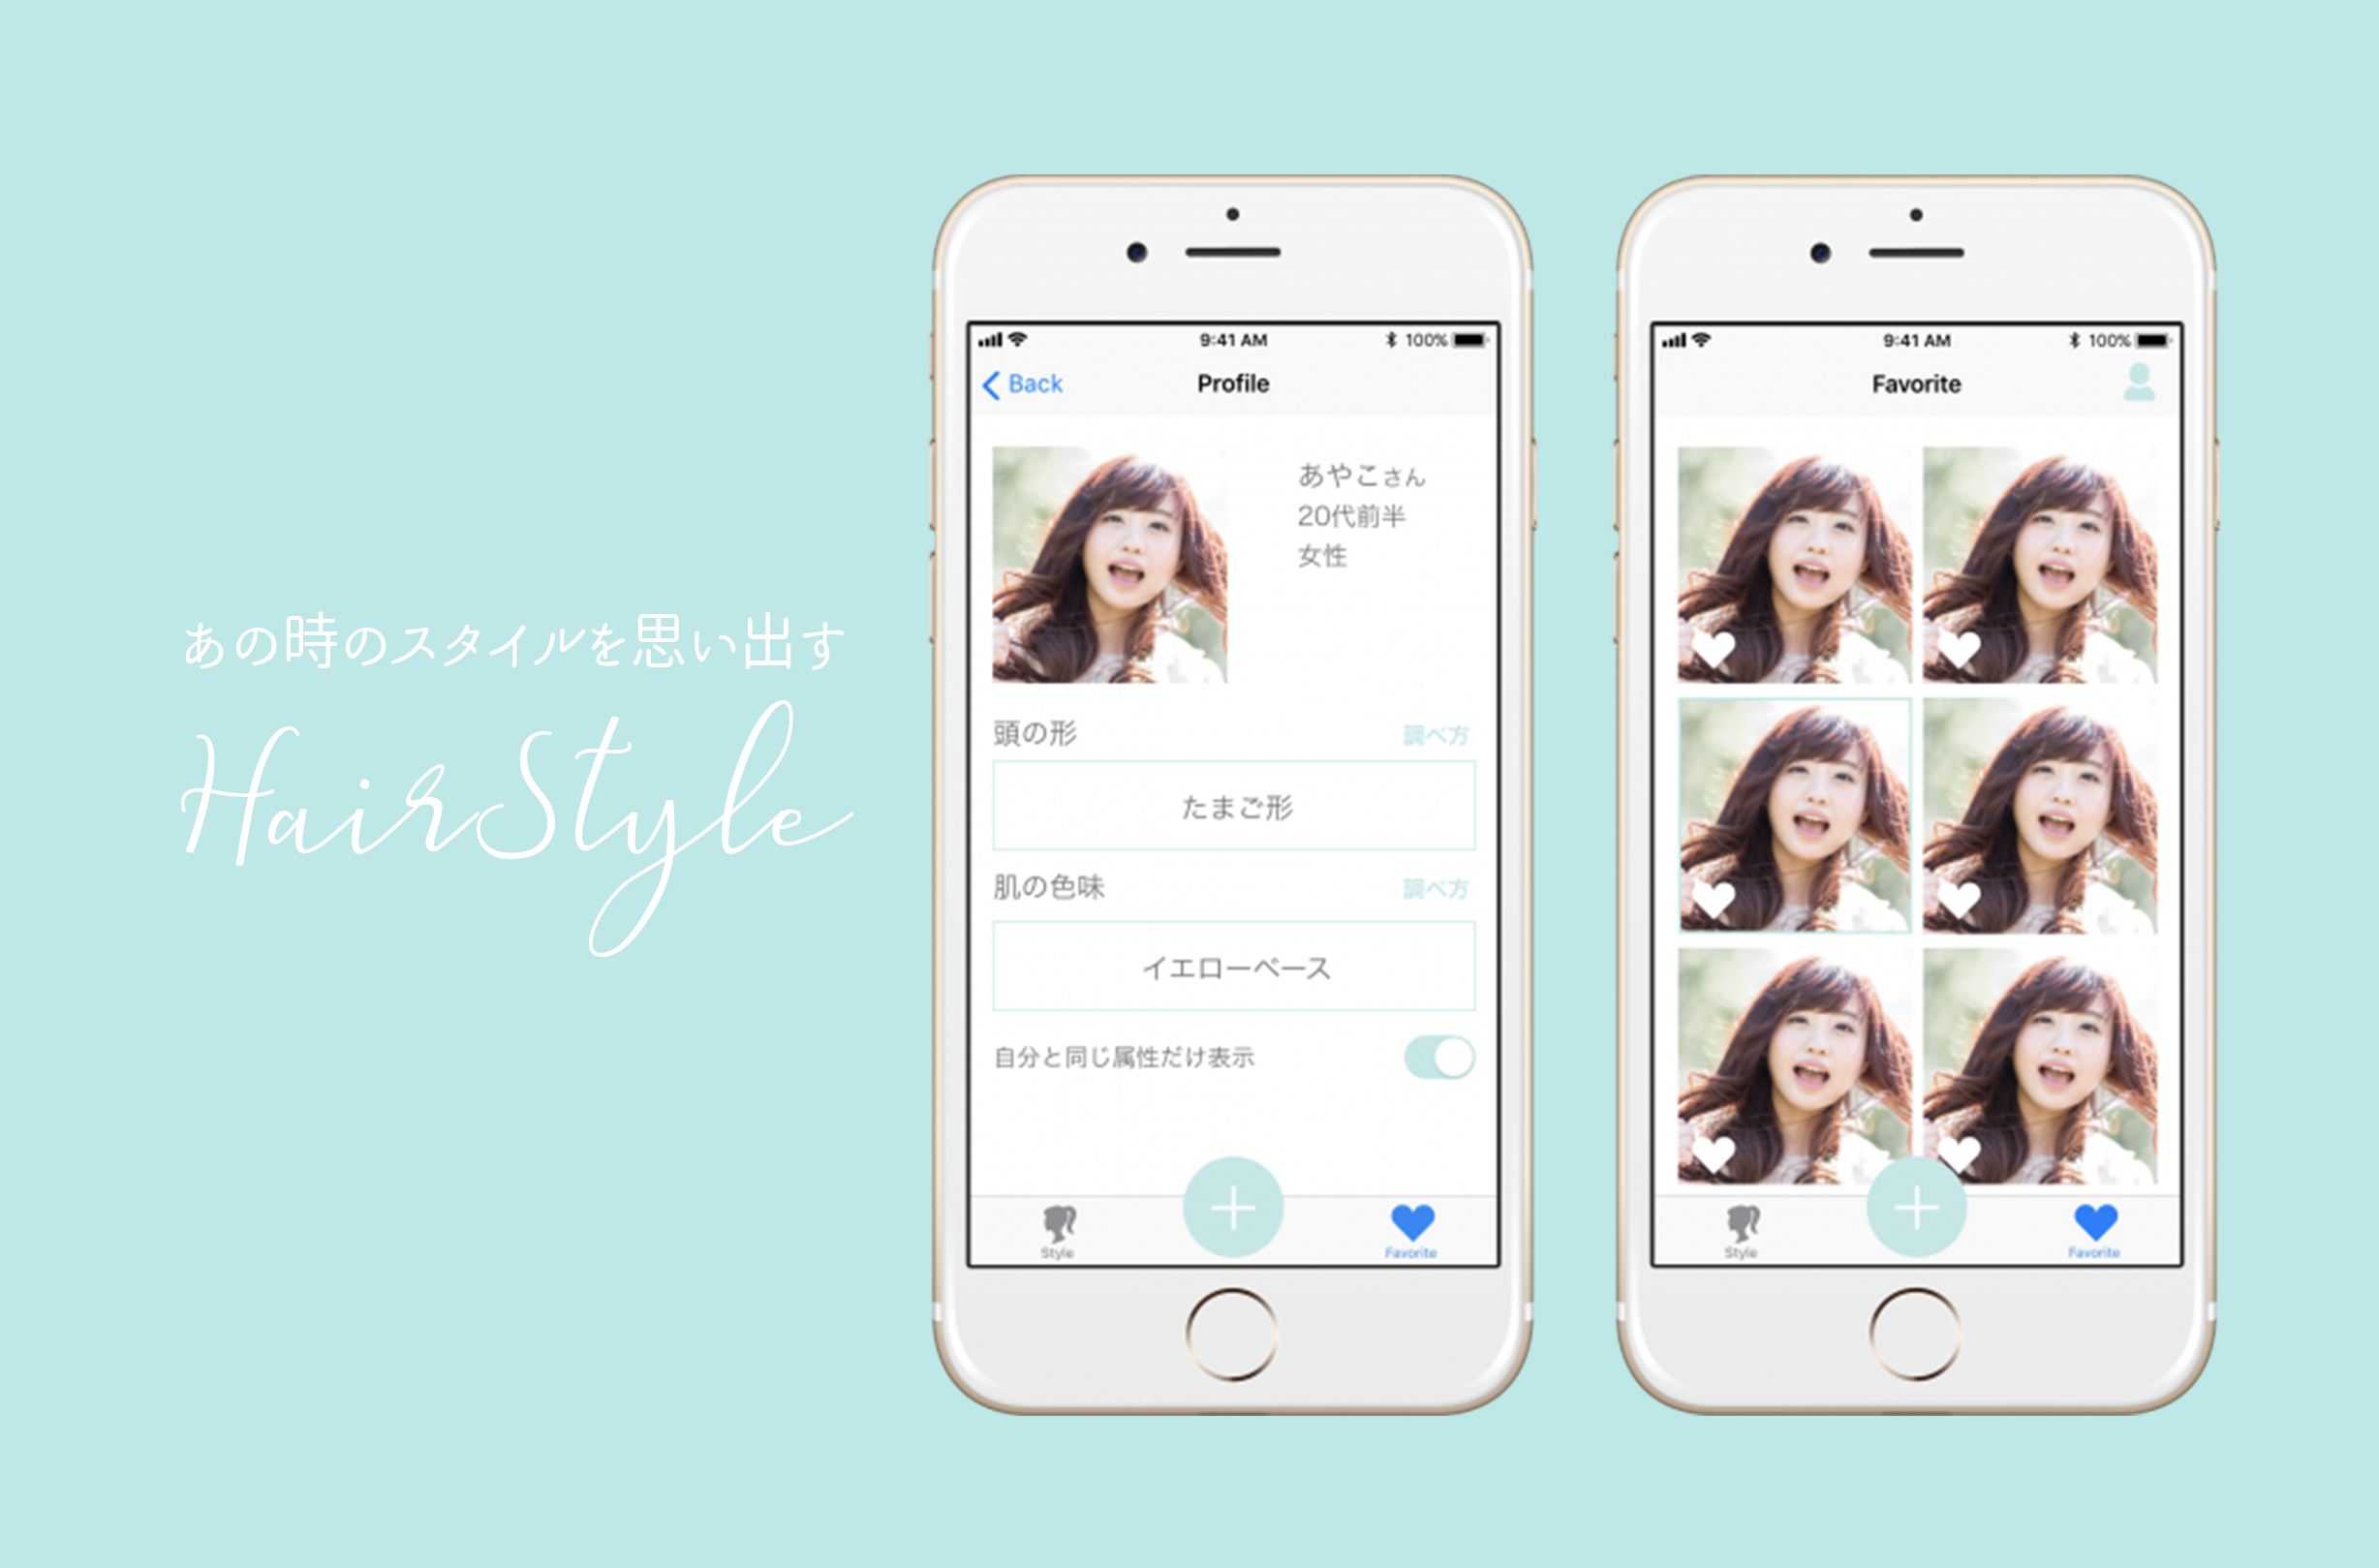 あの時のスタイルを思い出す
HairStyle
9:41 AM
100%
Back
Profile
あやこさん
20代前半
女性
頭の形
調べ方
たまご形
肌の色味
調べ方
イエローベース
自分と同じ属性だけ表示
Style
Favorite
9:41 AM
100%
Favorite
Style
Favorite